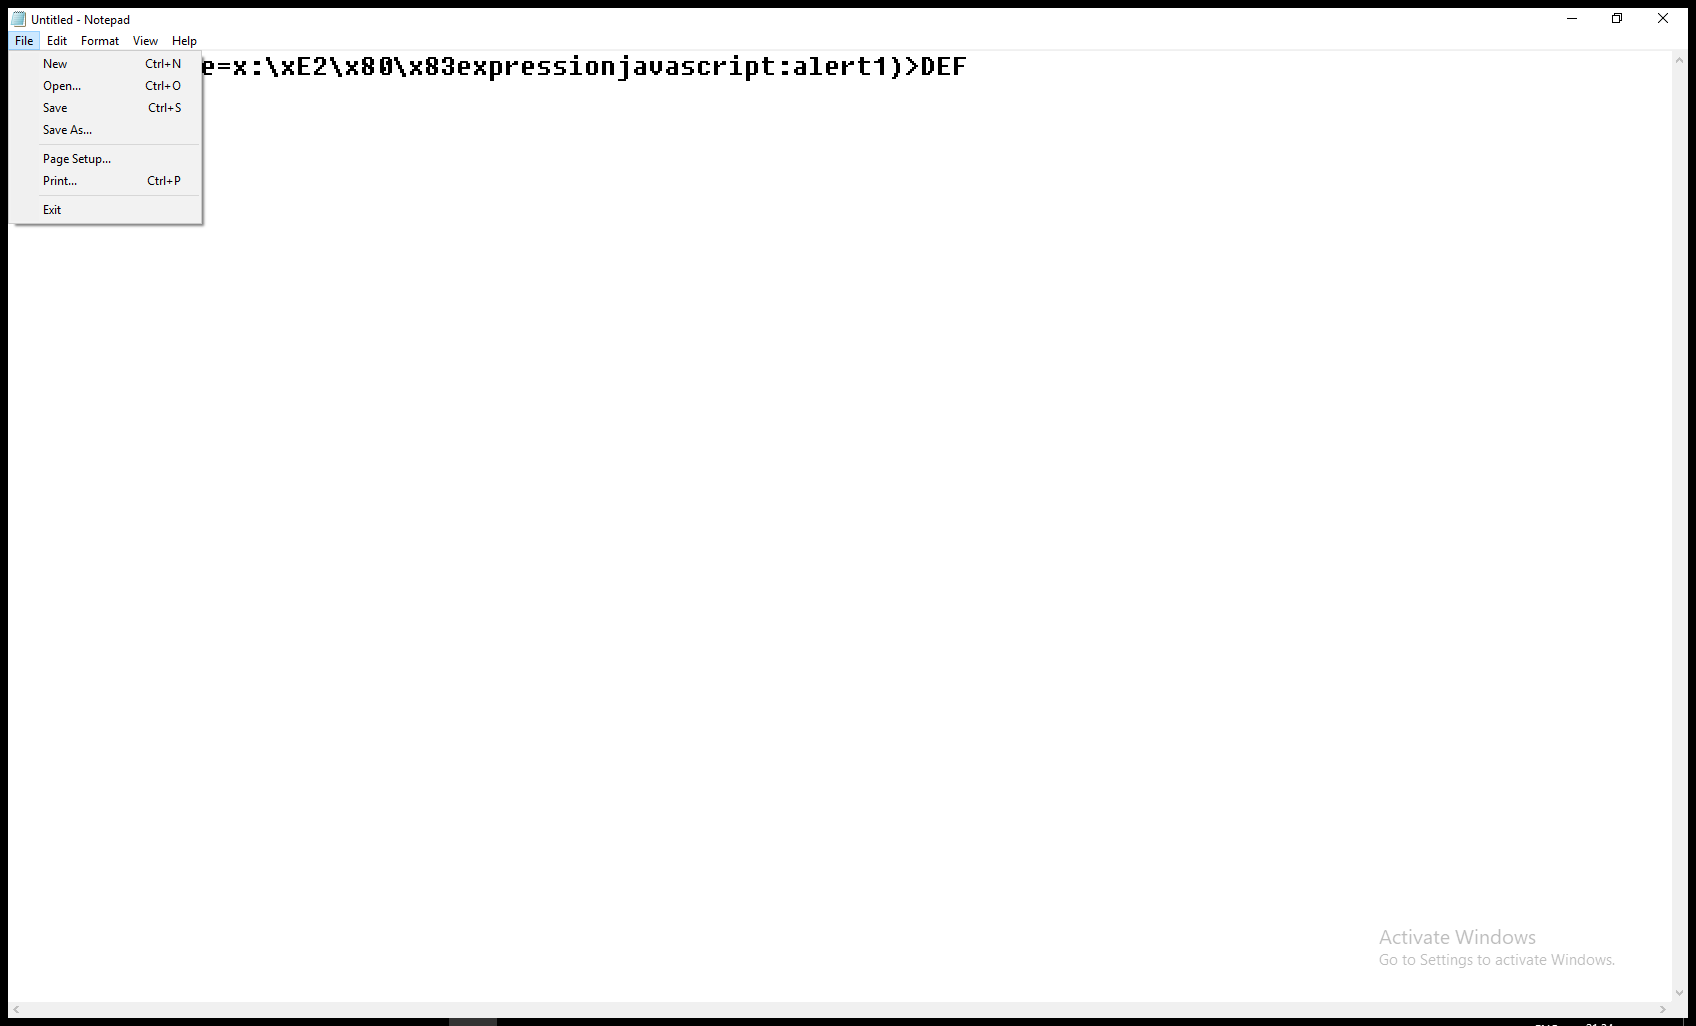 Untitled - Notepad
File Edit Format View Help
New Ctrl+N
Open... Ctrl+O
Save Ctrl+S
Save As...
Page Setup...
Print... Ctrl+P
Exit
e=x:\xE2\x80\x83expressionjavascript:alert1)>DEF
Activate Windows
Go to Settings to activate Windows.